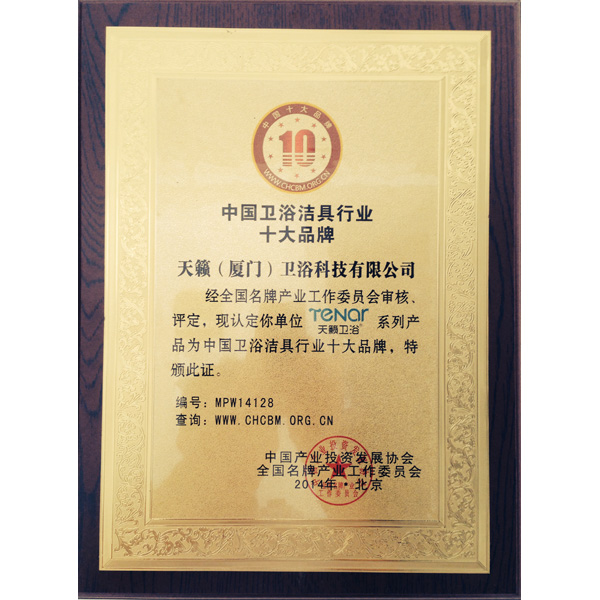 中国十大品牌
10
WWW.CHCBM.ORG.CN
中国卫浴洁具行业
十大品牌
天籁（厦门）卫浴科技有限公司
经全国名牌产业工作委员会审核、
评定，现认定你单位 TENAR 天籁卫浴® 系列产
品为中国卫浴洁具行业十大品牌，特
颁此证。
编号：MPW14128
查询：WWW.CHCBM.ORG.CN
中国产业投资发展协会
全国名牌产业工作委员会
2014年·北京